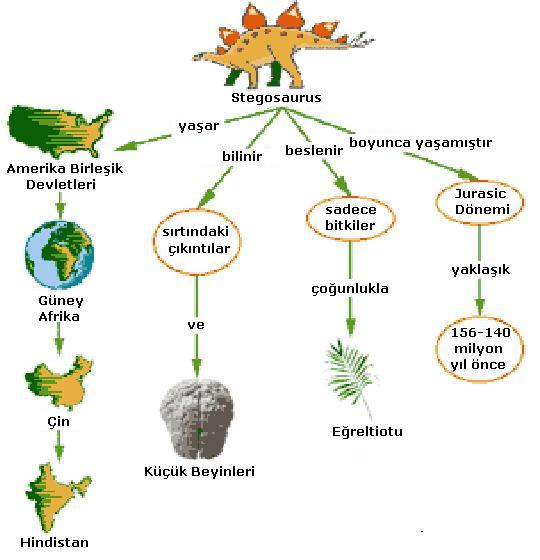 Stegosaurus
yaşar
bilinir
beslenir
boyunca yaşamıştır
Amerika Birleşik
Devletleri
Güney
Afrika
Çin
Hindistan
sırtındaki
çıkıntılar
ve
Küçük Beyinleri
sadece
bitkiler
çoğunlukla
Eğreltiotu
Jurasic
Dönemi
yaklaşık
156-140
milyon
yıl önce